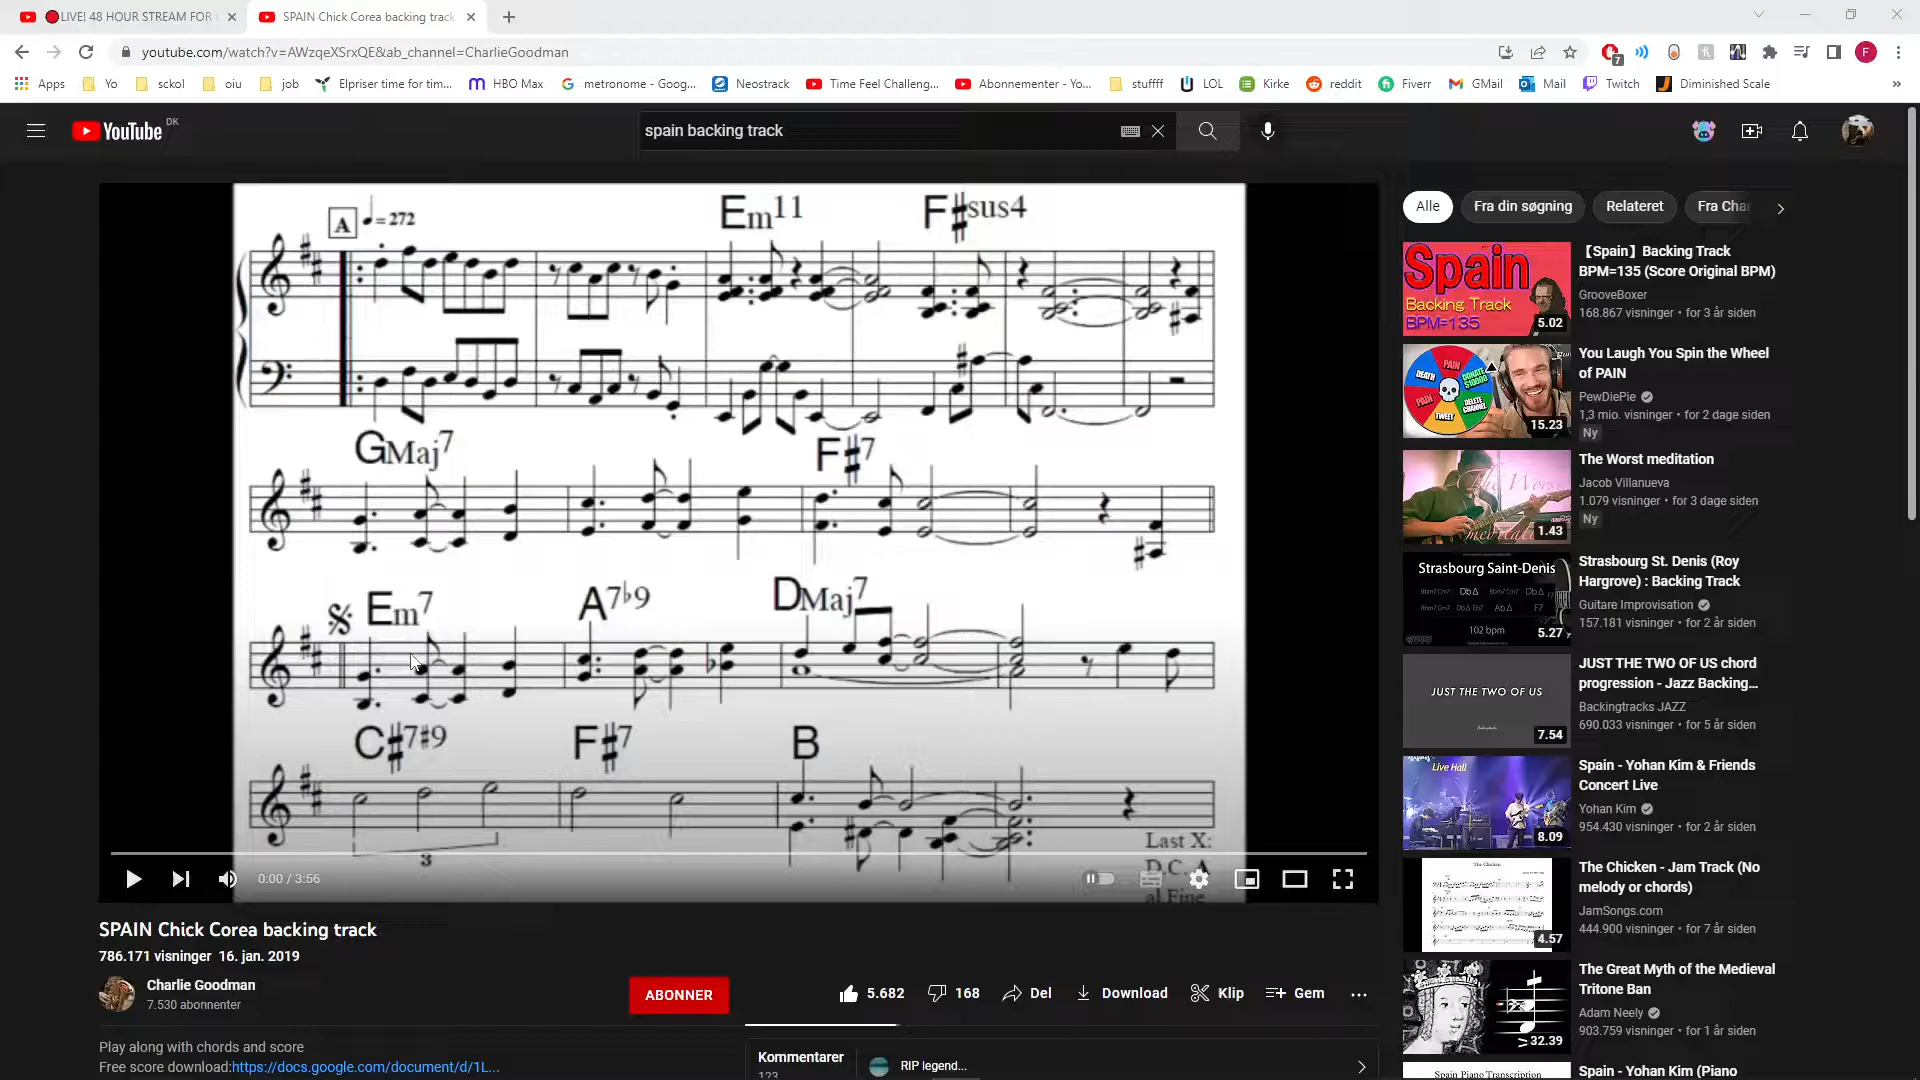 LIVE! 48 HOUR STREAM FOR
SPAIN Chick Corea backing track
youtube.com/watch?v=AWzqeXSrxQE&ab_channel=CharlieGoodman
7
F
Apps
Yo
sckol
oiu
job
Elpriser time for tim...
HBO Max
metronome - Goog...
Neostrack
Time Feel Challeng...
Abonnementer - Yo...
stuffff
LOL
Kirke
reddit
Fiverr
GMail
Mail
Twitch
Diminished Scale
»
YouTube DK
spain backing track
A ♩= 272
Em11 F#sus4
GMaj7 F#7
Em7 A7♭9 DMaj7
C#7#9 F#7 B
3
Last X:
D.C. A
al Fine
0:00 / 3:56
SPAIN Chick Corea backing track
786.171 visninger 16. jan. 2019
Charlie Goodman
7.530 abonnenter
ABONNER
5.682
168
Del
Download
Klip
Gem
Play along with chords and score
Free score download:https://docs.google.com/document/d/1L...
Kommentarer
123
RIP legend...
Alle
Fra din søgning
Relateret
Fra Char
Spain
Backing Track
BPM=135
5.02
【Spain】Backing Track
BPM=135 (Score Original BPM)
GrooveBoxer
168.867 visninger • for 3 år siden
PAIN
DEATH
DONATE
$10000
PAIN
DELETE
CHANNEL
TWEET
15.23
You Laugh You Spin the Wheel
of PAIN
PewDiePie
1,3 mio. visninger • for 2 dage siden
Ny
1.43
The Worst meditation
Jacob Villanueva
1.079 visninger • for 3 dage siden
Ny
Strasbourg Saint-Denis
102 bpm
5.27
Strasbourg St. Denis (Roy
Hargrove) : Backing Track
Guitare Improvisation
157.181 visninger • for 2 år siden
JUST THE TWO OF US
7.54
JUST THE TWO OF US chord
progression - Jazz Backing...
Backingtracks JAZZ
690.033 visninger • for 5 år siden
Live Hall
8.09
Spain - Yohan Kim & Friends
Concert Live
Yohan Kim
954.430 visninger • for 2 år siden
The Chicken
4.57
The Chicken - Jam Track (No
melody or chords)
JamSongs.com
444.900 visninger • for 7 år siden
32.39
The Great Myth of the Medieval
Tritone Ban
Adam Neely
903.759 visninger • for 1 år siden
Spain Piano Transcription
Spain - Yohan Kim (Piano